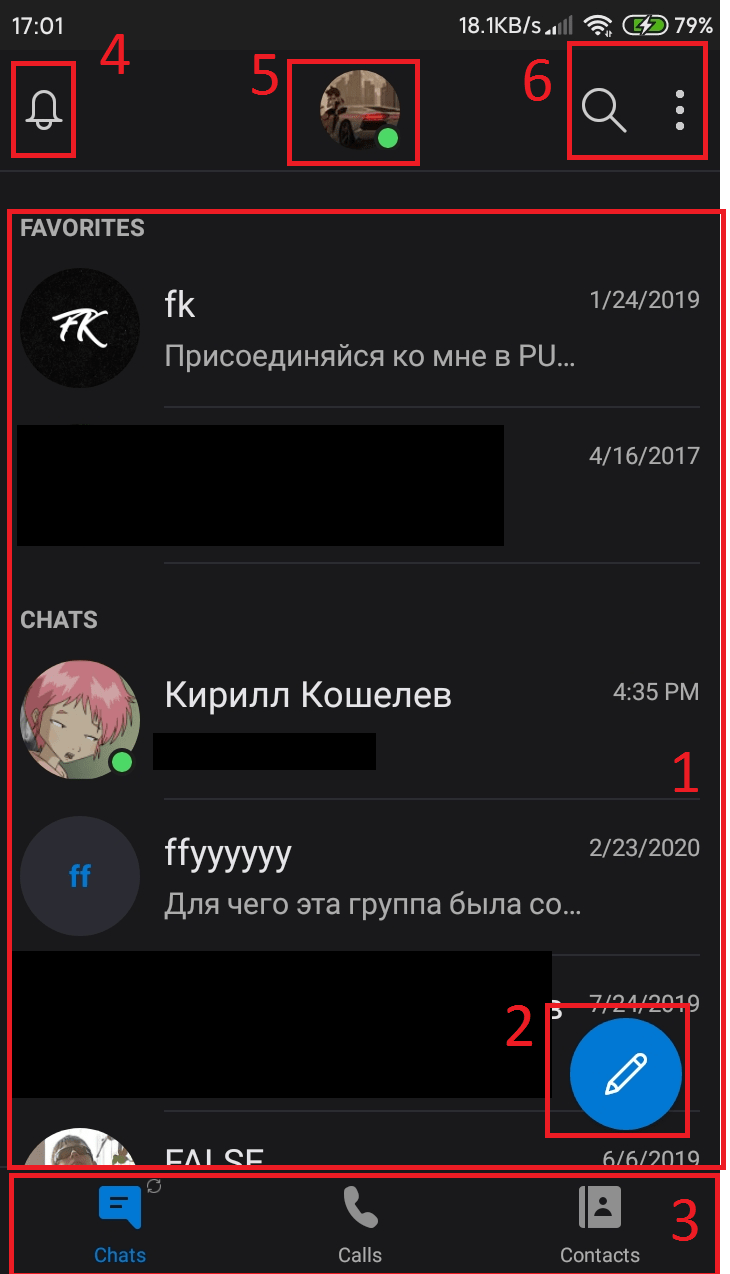 17:01
18.1KB/s
79%
4
5
6
FAVORITES
fk
1/24/2019
Присоединяйся ко мне в PU...
4/16/2017
CHATS
Кирилл Кошелев
4:35 PM
1
ff
ffyyyyyy
2/23/2020
Для чего эта группа была со...
в
7/24/2019
2
FALSE
6/6/2019
3
Chats
Calls
Contacts